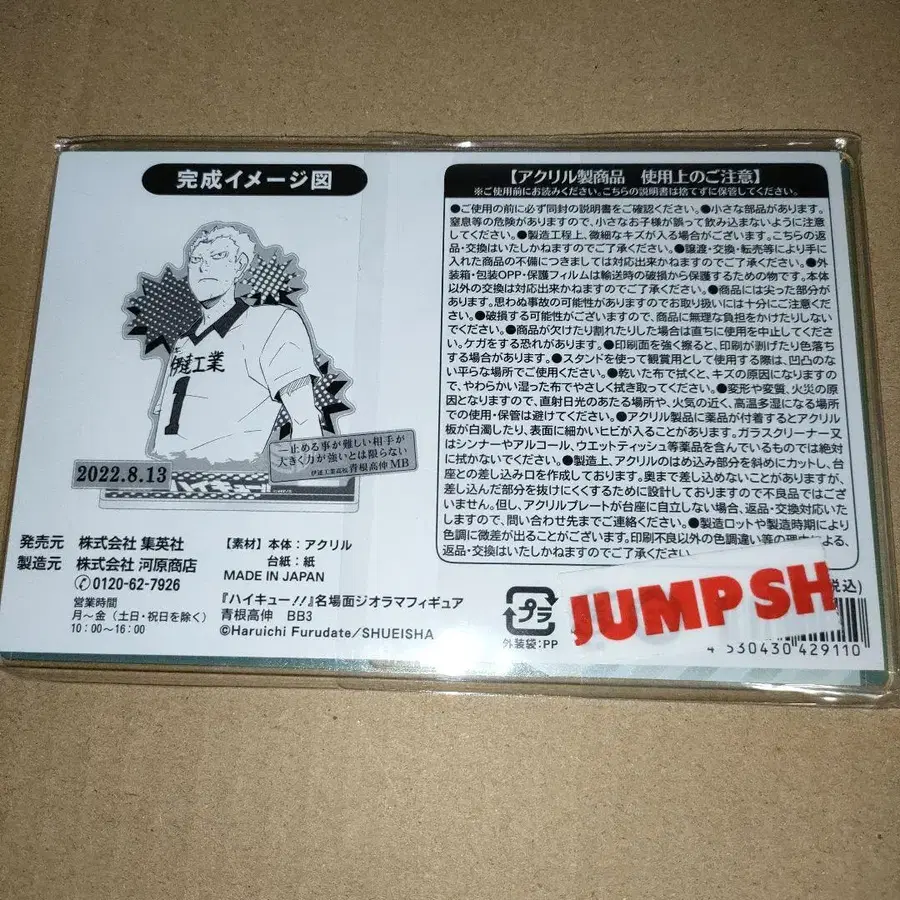 完成イメージ図
伊達工業
1
2022.8.13
一止める事が難しい相手が
大きく力が強いとは限らない
伊達工業高校 青根高伸 MB
発売元 株式会社 集英社
製造元 株式会社 河原商店
0120-62-7926
営業時間
月～金（土日・祝日を除く）
10：00～16：00
【素材】本体：アクリル
台紙：紙
MADE IN JAPAN
『ハイキュー!!』名場面ジオラマフィギュア
青根高伸 BB3
©Haruichi Furudate/SHUEISHA
【アクリル製商品 使用上のご注意】
※ご使用前にお読みください。こちらの説明書は捨てずに保管してください。
●ご使用の前に必ず同封の説明書をご確認ください。●小さな部品があります。
窒息等の危険がありますので、小さなお子様が誤って飲み込まないように注意
してください。●製造工程上、微細なキズが入る場合がございます。こちらの返
品・交換はいたしかねますのでご了承ください。●譲渡・交換・転売等により手に
入れた商品の不備につきましては対応出来かねますのでご了承ください。●外
装箱・包装OPP・保護フィルムは輸送時の破損から保護するための物です。本体
以外の交換は対応出来かねますのでご了承ください。●商品には尖った部分が
あります。思わぬ事故の可能性がありますのでお取り扱いには十分にご注意くださ
い。●破損する可能性がございますので、商品に無理な負担をかけたりしない
でください。●商品が欠けたり割れたりした場合は直ちに使用を中止してくださ
い。ケガをする恐れがあります。●印刷面を強く擦ると、印刷が剥げたり色落ち
する場合があります。●スタンドを使って観賞用として使用する際は、凹凸のな
い平らな場所でご使用ください。●乾いた布で拭くと、キズの原因になりますの
で、やわらかい湿った布でやさしく拭き取ってください。●変形や変質、火災の原
因となりますので、直射日光のあたる場所や、火気の近く、高温多湿になる場所
での使用・保管は避けてください。●アクリル製品に薬品が付着するとアクリル
板が白濁したり、表面に細かいヒビが入ることがあります。ガラスクリーナー又
はシンナーやアルコール、ウエットティッシュ等薬品を含んでいるものでは絶対
に拭かないでください。●製造上、アクリルのはめ込み部分を斜めにカットし、台
座との差し込み口を作成しております。奥まで差し込めないことがありますが、
差し込んだ部分を抜けにくくするために設計しておりますので不良品ではござ
いません。但し、アクリルプレートが台座に自立しない場合、返品・交換対応いた
しますので、問い合わせ先までご連絡ください。●製造ロットや製造時期により
色調に微差が出ることがございます。印刷不良以外の色調違い等の理由による、
返品・交換はいたしかねますのでご了承ください。
プラ
外装袋：PP
JUMP SH
税込）
4 530430 429110